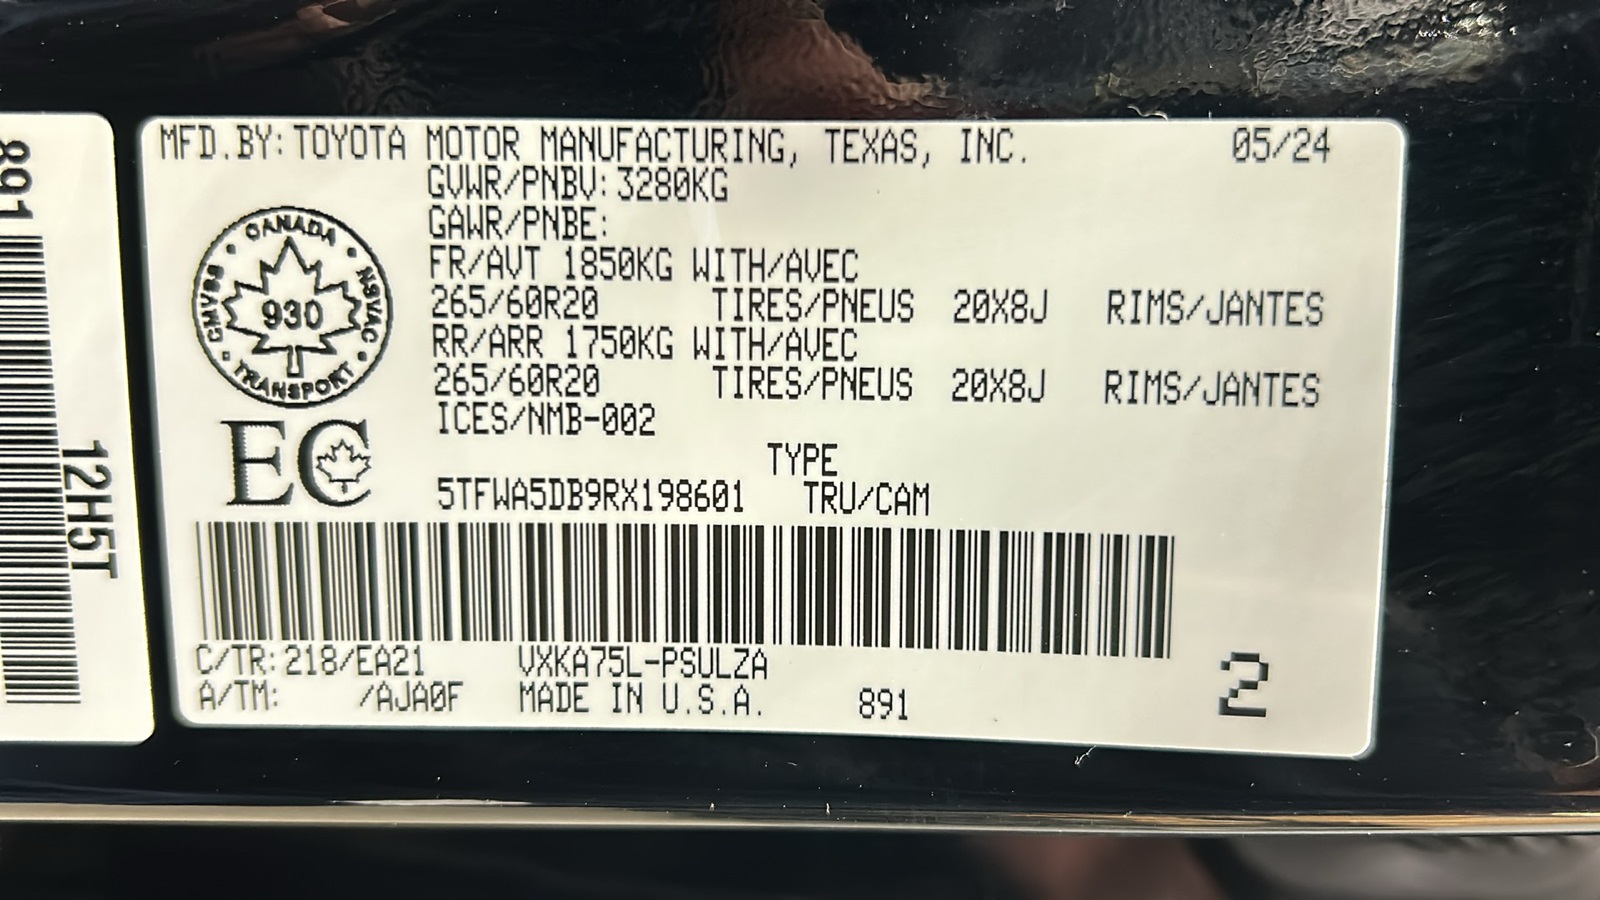 891
12H5T
MFD.BY: TOYOTA MOTOR MANUFACTURING, TEXAS, INC. 05/24
GVWR/PNBV: 3280KG
GAWR/PNBE:
FR/AVT 1850KG WITH/AVEC
265/60R20 TIRES/PNEUS 20X8J RIMS/JANTES
RR/ARR 1750KG WITH/AVEC
265/60R20 TIRES/PNEUS 20X8J RIMS/JANTES
ICES/NMB-002
CANADA
CMVSS 930 NSVAC
TRANSPORT
EC
TYPE
5TFWA5DB9RX198601 TRU/CAM
C/TR: 218/EA21 VXKA75L-PSULZA
A/TM: /AJA0F MADE IN U.S.A. 891
2